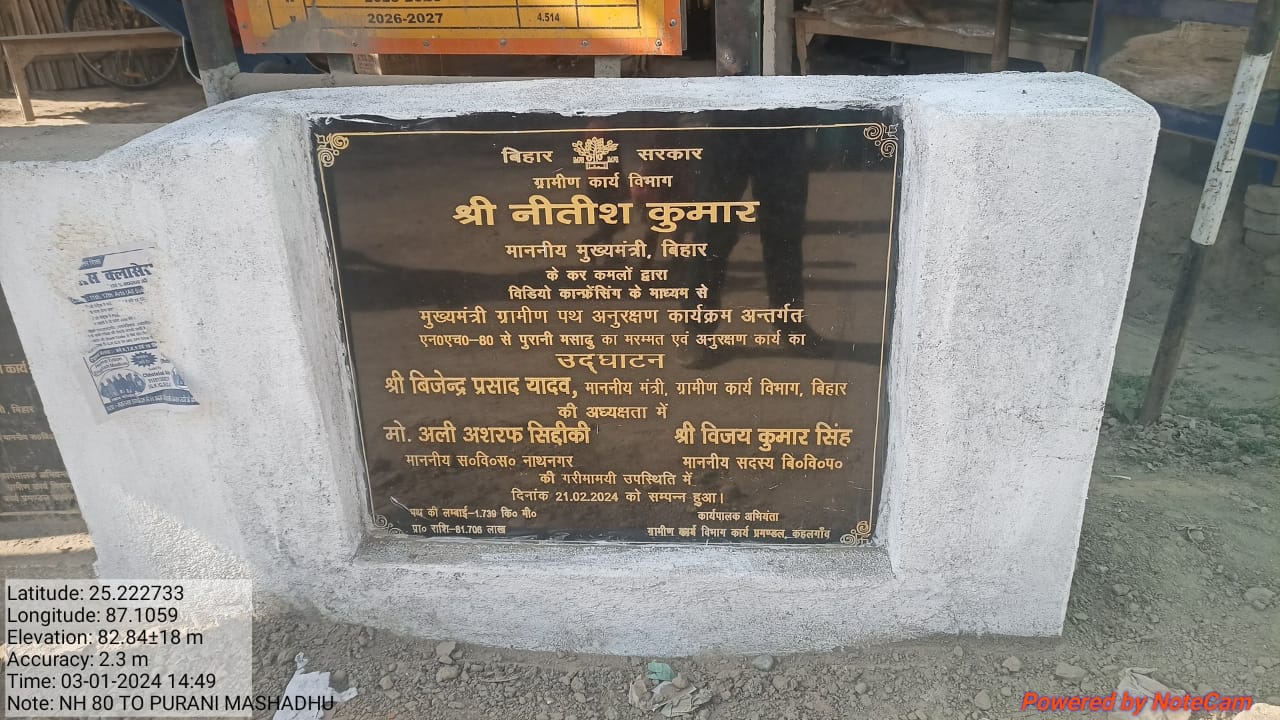 2026-2027
4.514
बिहार सरकार
ग्रामीण कार्य विभाग
श्री नीतीश कुमार
माननीय मुख्यमंत्री, बिहार
के कर कमलों द्वारा
विडियो कान्फ्रेंसिंग के माध्यम से
मुख्यमंत्री ग्रामीण पथ अनुरक्षण कार्यक्रम अन्तर्गत
एन0एच0–80 से पुरानी मसादु का मरम्मत एवं अनुरक्षण कार्य का
उद्घाटन
श्री बिजेन्द्र प्रसाद यादव, माननीय मंत्री, ग्रामीण कार्य विभाग, बिहार
की अध्यक्षता में
मो. अली अशरफ सिद्दीकी श्री विजय कुमार सिंह
माननीय स०वि०स० नाथनगर माननीय सदस्य बि०वि०प०
की गरीमामयी उपस्थिति में
दिनांक 21.02.2024 को सम्पन्न हुआ।
पथ की लम्बाई–1.739 कि० मी० कार्यपालक अभियंता
प्रा० राशि–81.708 लाख ग्रामीण कार्य विभाग कार्य प्रमण्डल, कहलगाँव
क्लासेर
Latitude: 25.222733
Longitude: 87.1059
Elevation: 82.84±18 m
Accuracy: 2.3 m
Time: 03-01-2024 14:49
Note: NH 80 TO PURANI MASHADHU
Powered by NoteCam